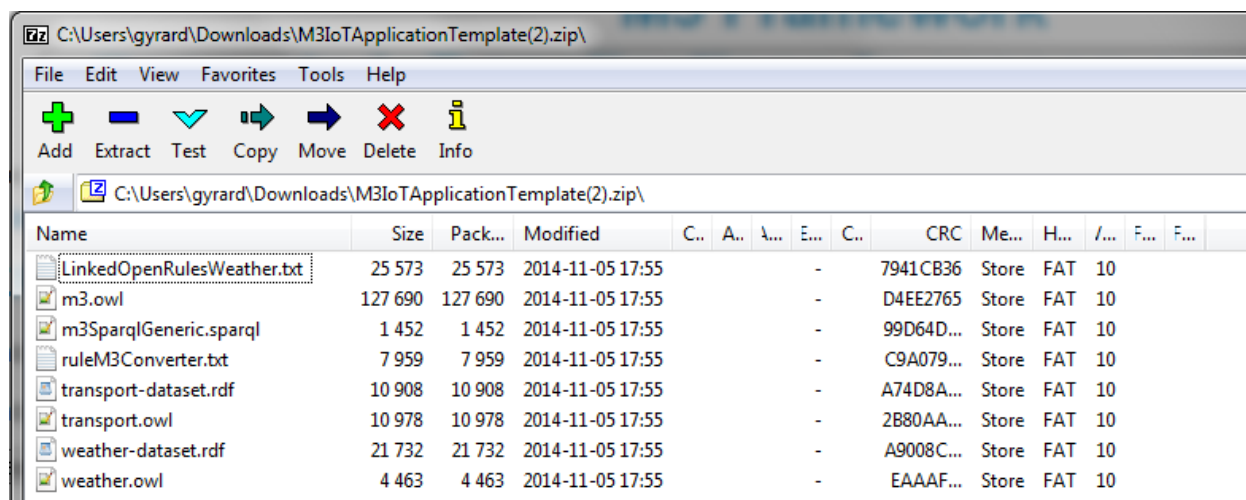 M3 Framework
C:\Users\gyrard\Downloads\M3IoTApplicationTemplate(2).zip\
File Edit View Favorites Tools Help
Add Extract Test Copy Move Delete Info
C:\Users\gyrard\Downloads\M3IoTApplicationTemplate(2).zip\
Name Size Pack... Modified C.. A.. E... C.. CRC Me... H... /... F... F...
LinkedOpenRulesWeather.txt 25 573 25 573 2014-11-05 17:55 - 7941CB36 Store FAT 10
m3.owl 127 690 127 690 2014-11-05 17:55 - D4EE2765 Store FAT 10
m3SparqlGeneric.sparql 1 452 1 452 2014-11-05 17:55 - 99D64D... Store FAT 10
ruleM3Converter.txt 7 959 7 959 2014-11-05 17:55 - C9A079... Store FAT 10
transport-dataset.rdf 10 908 10 908 2014-11-05 17:55 - A74D8A... Store FAT 10
transport.owl 10 978 10 978 2014-11-05 17:55 - 2B80AA... Store FAT 10
weather-dataset.rdf 21 732 21 732 2014-11-05 17:55 - A9008C... Store FAT 10
weather.owl 4 463 4 463 2014-11-05 17:55 - EAAAF... Store FAT 10